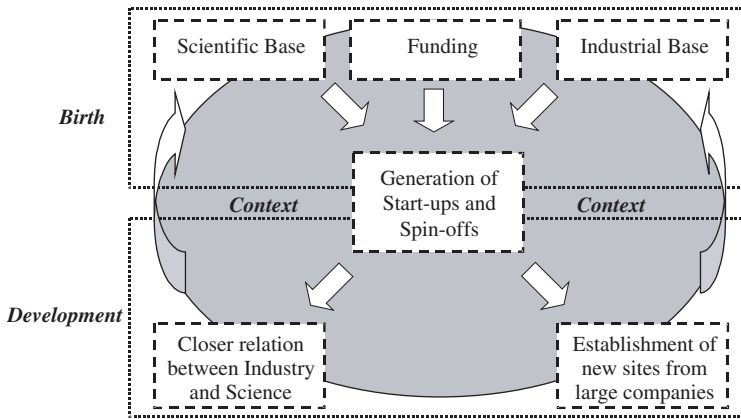 Scientific Base
Funding
Industrial Base
Birth
Generation of
Start-ups and
Spin-offs
Context
Context
Development
Closer relation
between Industry
and Science
Establishment of
new sites from
large companies